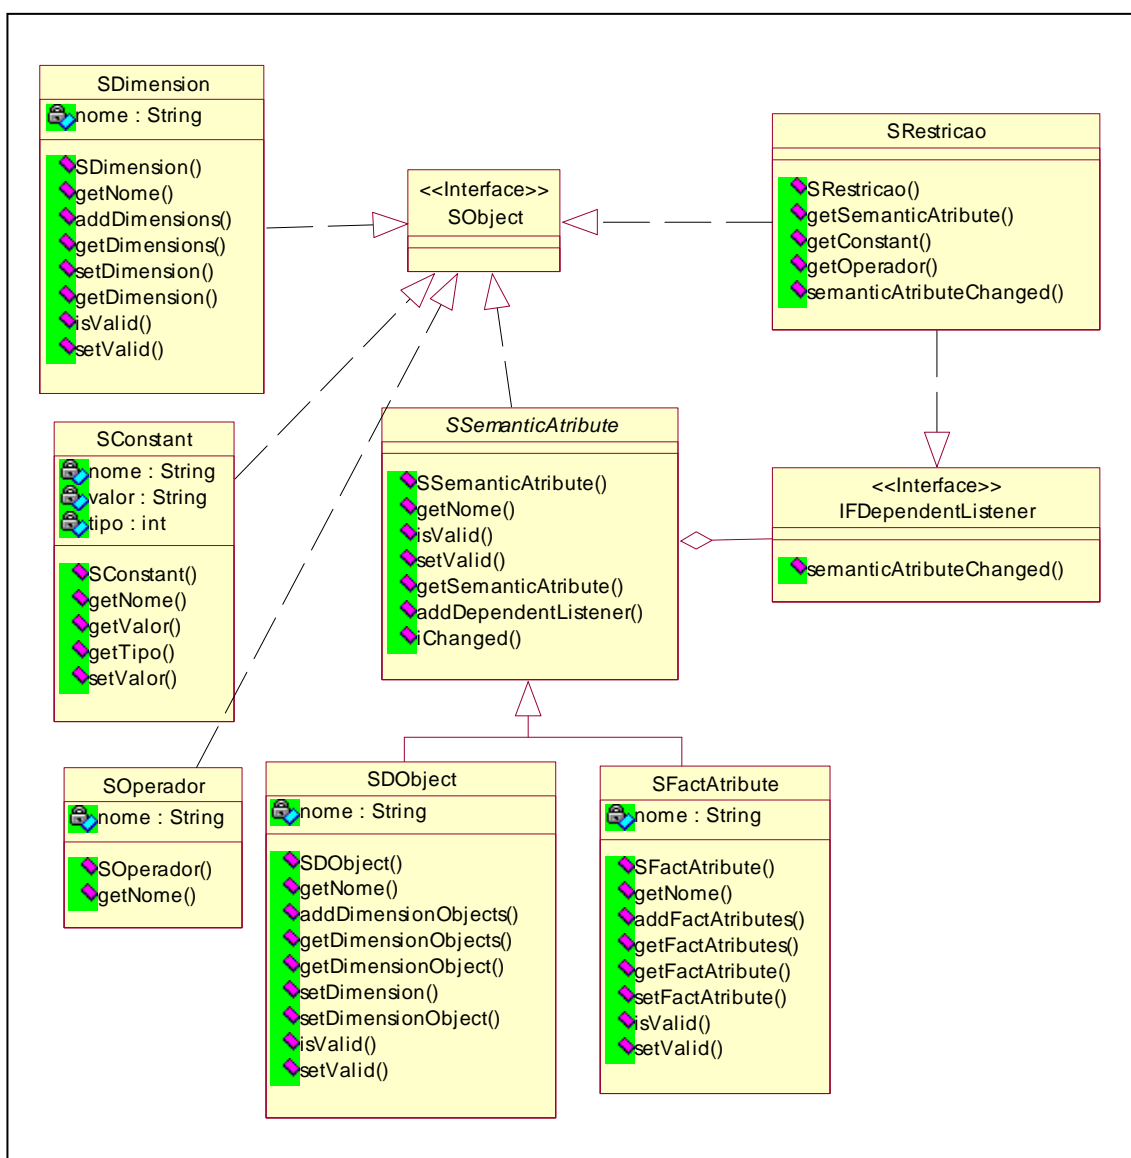 SDimension
nome : String
SDimension()
getNome()
addDimensions()
getDimensions()
setDimension()
getDimension()
isValid()
setValid()
<<Interface>>
SObject
SRestricao
SRestricao()
getSemanticAtribute()
getConstant()
getOperador()
semanticAtributeChanged()
SConstant
nome : String
valor : String
tipo : int
SConstant()
getNome()
getValor()
getTipo()
setValor()
SSemanticAtribute
SSemanticAtribute()
getNome()
isValid()
setValid()
getSemanticAtribute()
addDependentListener()
iChanged()
<<Interface>>
IFDependentListener
semanticAtributeChanged()
SOperador
nome : String
SOperador()
getNome()
SDObject
nome : String
SDObject()
getNome()
addDimensionObjects()
getDimensionObjects()
getDimensionObject()
setDimension()
setDimensionObject()
isValid()
setValid()
SFactAtribute
nome : String
SFactAtribute()
getNome()
addFactAtributes()
getFactAtributes()
getFactAtribute()
setFactAtribute()
isValid()
setValid()